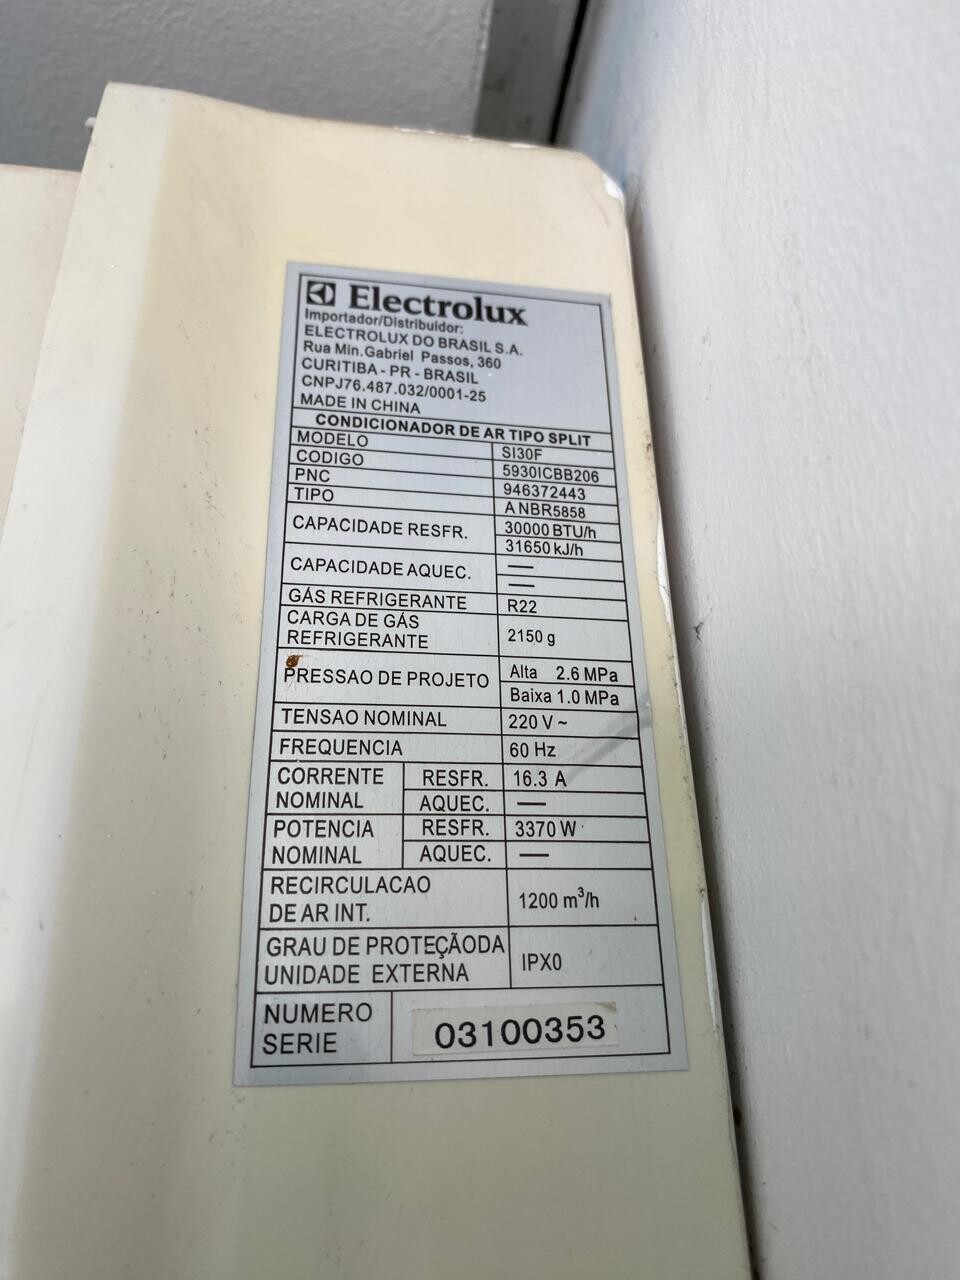 Electrolux
Importador/Distribuidor:
ELECTROLUX DO BRASIL S.A.
Rua Min.Gabriel Passos, 360
CURITIBA - PR - BRASIL
CNPJ76.487.032/0001-25
MADE IN CHINA
CONDICIONADOR DE AR TIPO SPLIT
MODELO SI30F
CODIGO 5930ICBB206
PNC 946372443
TIPO A NBR5858
CAPACIDADE RESFR. 30000 BTU/h
31650 kJ/h
CAPACIDADE AQUEC. —
—
GÁS REFRIGERANTE R22
CARGA DE GÁS
REFRIGERANTE 2150 g
PRESSAO DE PROJETO Alta 2.6 MPa
Baixa 1.0 MPa
TENSAO NOMINAL 220 V ~
FREQUENCIA 60 Hz
CORRENTE RESFR. 16.3 A
NOMINAL AQUEC. —
POTENCIA RESFR. 3370 W
NOMINAL AQUEC. —
RECIRCULACAO
DE AR INT. 1200 m³/h
GRAU DE PROTEÇÃODA
UNIDADE EXTERNA IPX0
NUMERO
SERIE 03100353